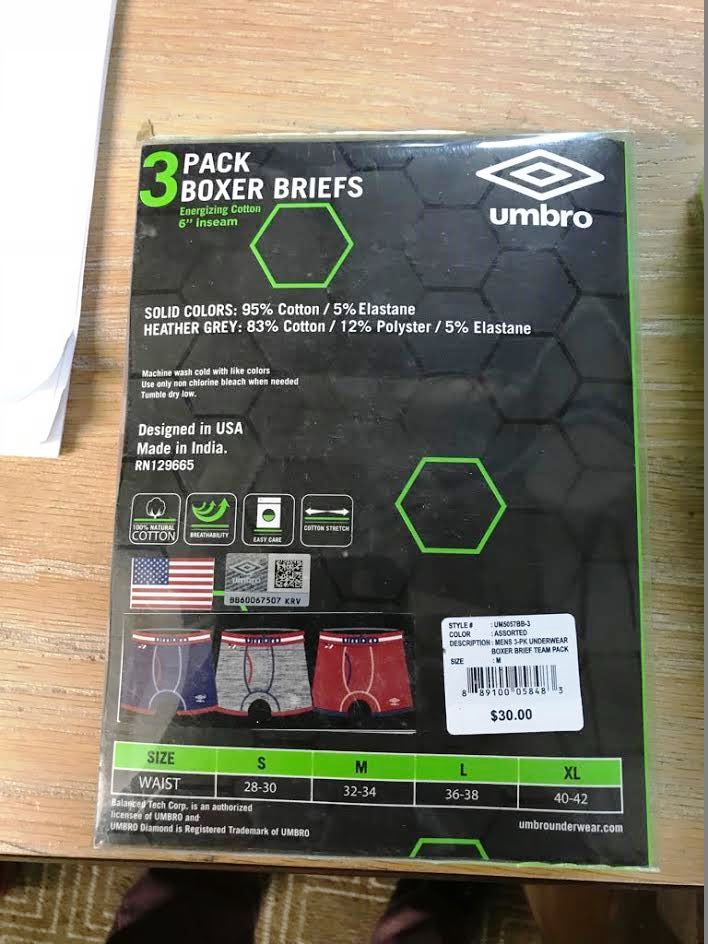 3 PACK
BOXER BRIEFS
Energizing Cotton
6" inseam
umbro
SOLID COLORS: 95% Cotton / 5% Elastane
HEATHER GREY: 83% Cotton / 12% Polyster / 5% Elastane
Machine wash cold with like colors
Use only non chlorine bleach when needed
Tumble dry low.
Designed in USA
Made in India.
RN129665
100% NATURAL
COTTON
BREATHABILITY
EASY CARE
COTTON STRETCH
umbro
BB60067507 KRV
STYLE # : UM5057BB-3
COLOR : ASSORTED
DESCRIPTION : MENS 3-PK UNDERWEAR
BOXER BRIEF TEAM PACK
SIZE : M
8 89100 05848 3
$30.00
SIZE S M L XL
WAIST 28-30 32-34 36-38 40-42
Balanced Tech Corp. is an authorized
licensee of UMBRO and
UMBRO Diamond is Registered Trademark of UMBRO
umbrounderwear.com